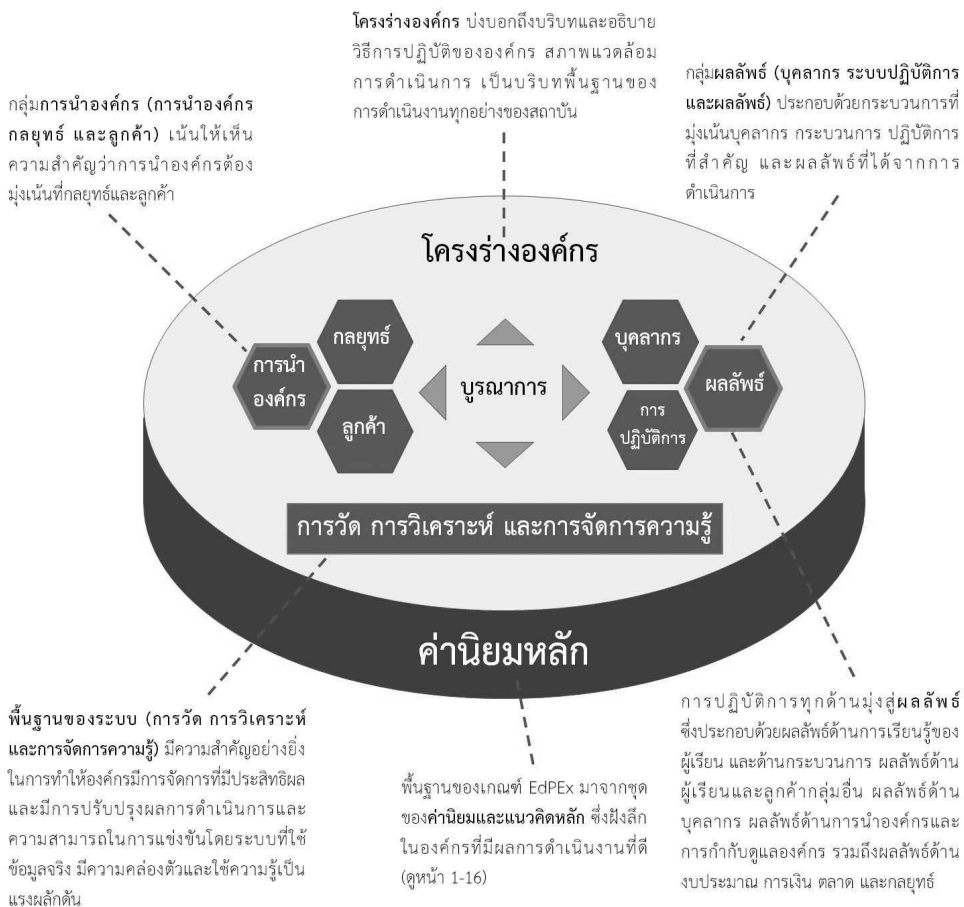 โครงร่างองค์กร บ่งบอกถึงบริบทและอธิบาย
วิธีการปฏิบัติขององค์กร สภาพแวดล้อม
การดำเนินการ เป็นบริบทพื้นฐานของ
การดำเนินงานทุกอย่างของสถาบัน
กลุ่มการนำองค์กร (การนำองค์กร
กลยุทธ์ และลูกค้า) เน้นให้เห็น
ความสำคัญว่าการนำองค์กรต้อง
มุ่งเน้นที่กลยุทธ์และลูกค้า
กลุ่มผลลัพธ์ (บุคลากร ระบบปฏิบัติการ
และผลลัพธ์) ประกอบด้วยกระบวนการที่
มุ่งเน้นบุคลากร กระบวนการ ปฏิบัติการ
ที่สำคัญ และผลลัพธ์ที่ได้จากการ
ดำเนินการ
โครงร่างองค์กร
กลยุทธ์
การนำ
องค์กร
ลูกค้า
บูรณาการ
บุคลากร
ผลลัพธ์
การ
ปฏิบัติการ
การวัด การวิเคราะห์ และการจัดการความรู้
ค่านิยมหลัก
พื้นฐานของระบบ (การวัด การวิเคราะห์
และการจัดการความรู้) มีความสำคัญอย่างยิ่ง
ในการทำให้องค์กรมีการจัดการที่มีประสิทธิผล
และมีการปรับปรุงผลการดำเนินการและ
ความสามารถในการแข่งขันโดยระบบที่ใช้
ข้อมูลจริง มีความคล่องตัวและใช้ความรู้เป็น
แรงผลักดัน
พื้นฐานของเกณฑ์ EdPEx มาจากชุด
ของค่านิยมและแนวคิดหลัก ซึ่งฝังลึก
ในองค์กรที่มีผลการดำเนินงานที่ดี
(ดูหน้า 1-16)
การปฏิบัติการทุกด้านมุ่งสู่ผลลัพธ์
ซึ่งประกอบด้วยผลลัพธ์ด้านการเรียนรู้ของ
ผู้เรียน และด้านกระบวนการ ผลลัพธ์ด้าน
ผู้เรียนและลูกค้ากลุ่มอื่น ผลลัพธ์ด้าน
บุคลากร ผลลัพธ์ด้านการนำองค์กรและ
การกำกับดูแลองค์กร รวมถึงผลลัพธ์ด้าน
งบประมาณ การเงิน ตลาด และกลยุทธ์